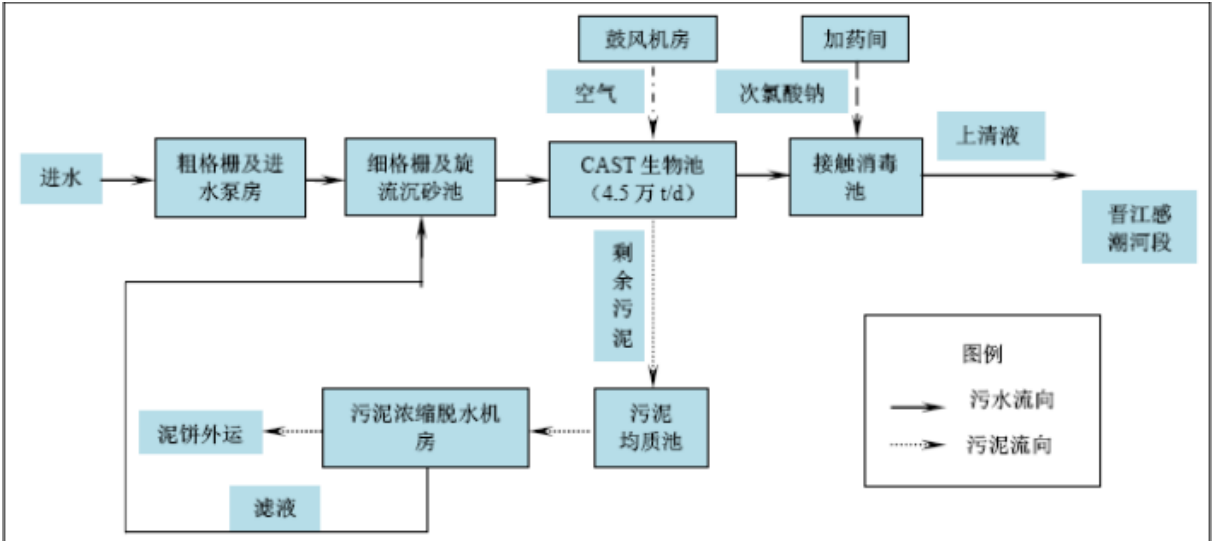 鼓风机房
加药间
空气
次氯酸钠
上清液
进水
粗格栅及进
水泵房
细格栅及旋
流沉砂池
CAST 生物池
（4.5 万 t/d）
接触消毒
池
晋江感
潮河段
剩
余
污
泥
图例
污水流向
污泥流向
泥饼外运
污泥浓缩脱水机
房
污泥
均质池
滤液